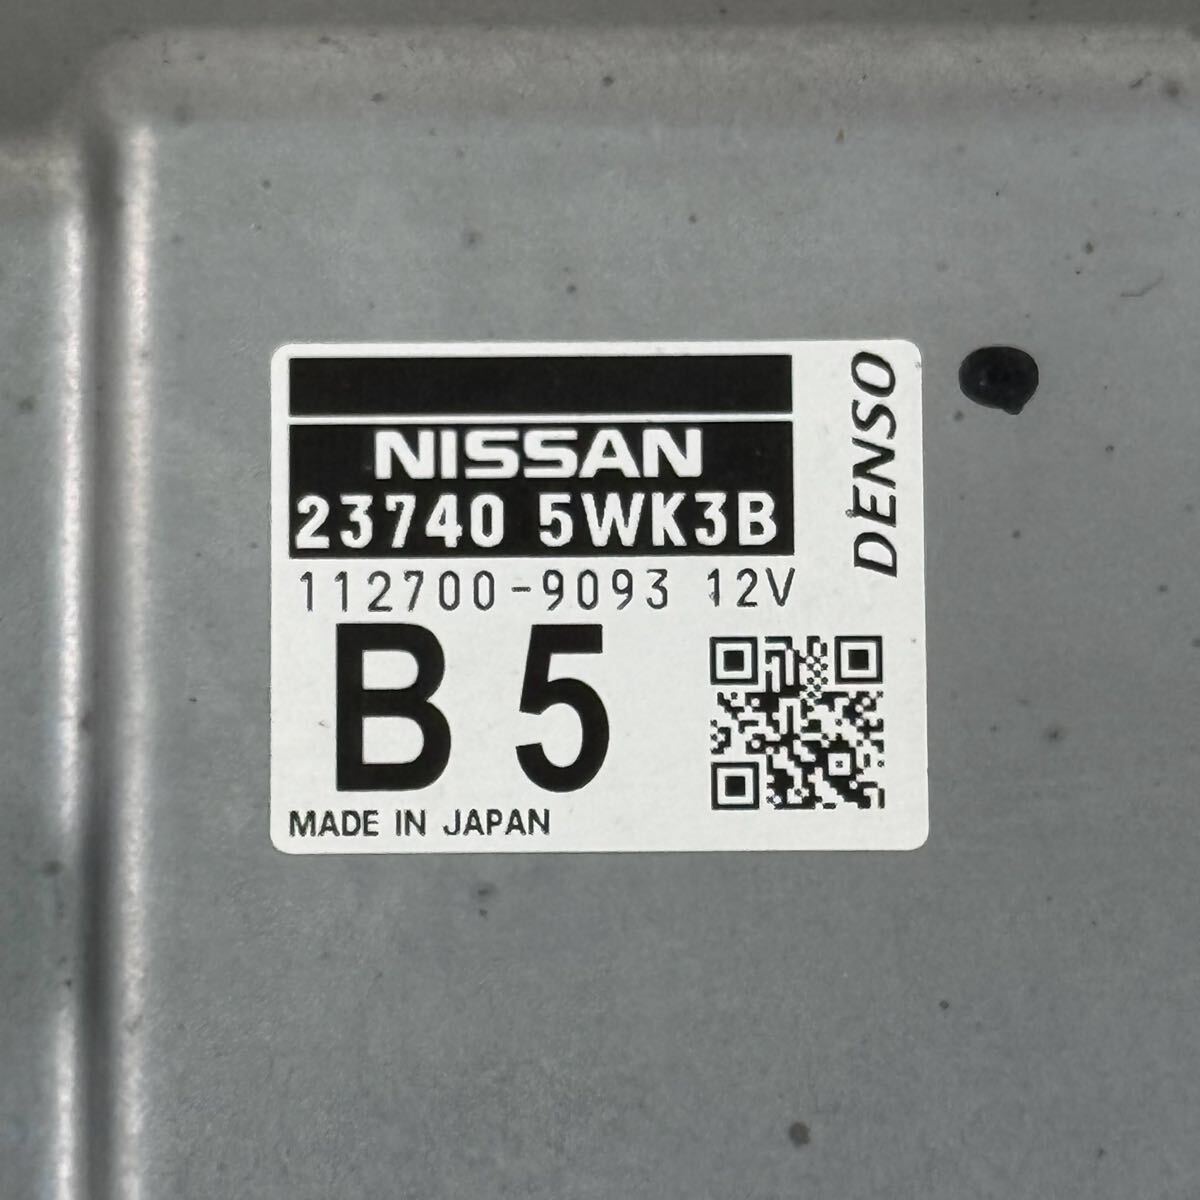 NISSAN
23740 5WK3B
112700-9093 12V
B5
MADE IN JAPAN
DENSO